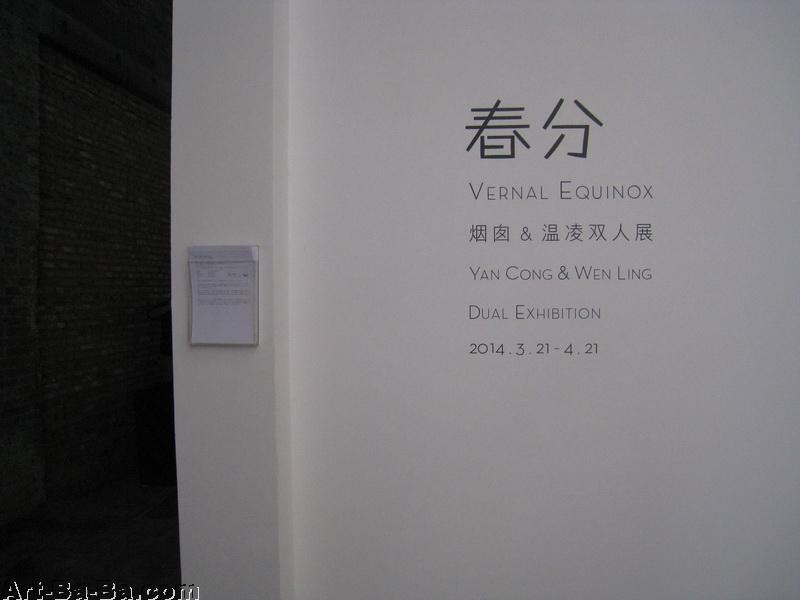 春分
VERNAL EQUINOX
烟囱 & 温凌双人展
YAN CONG & WEN LING
DUAL EXHIBITION
2014.3.21-4.21
Art-Ba-Ba.com